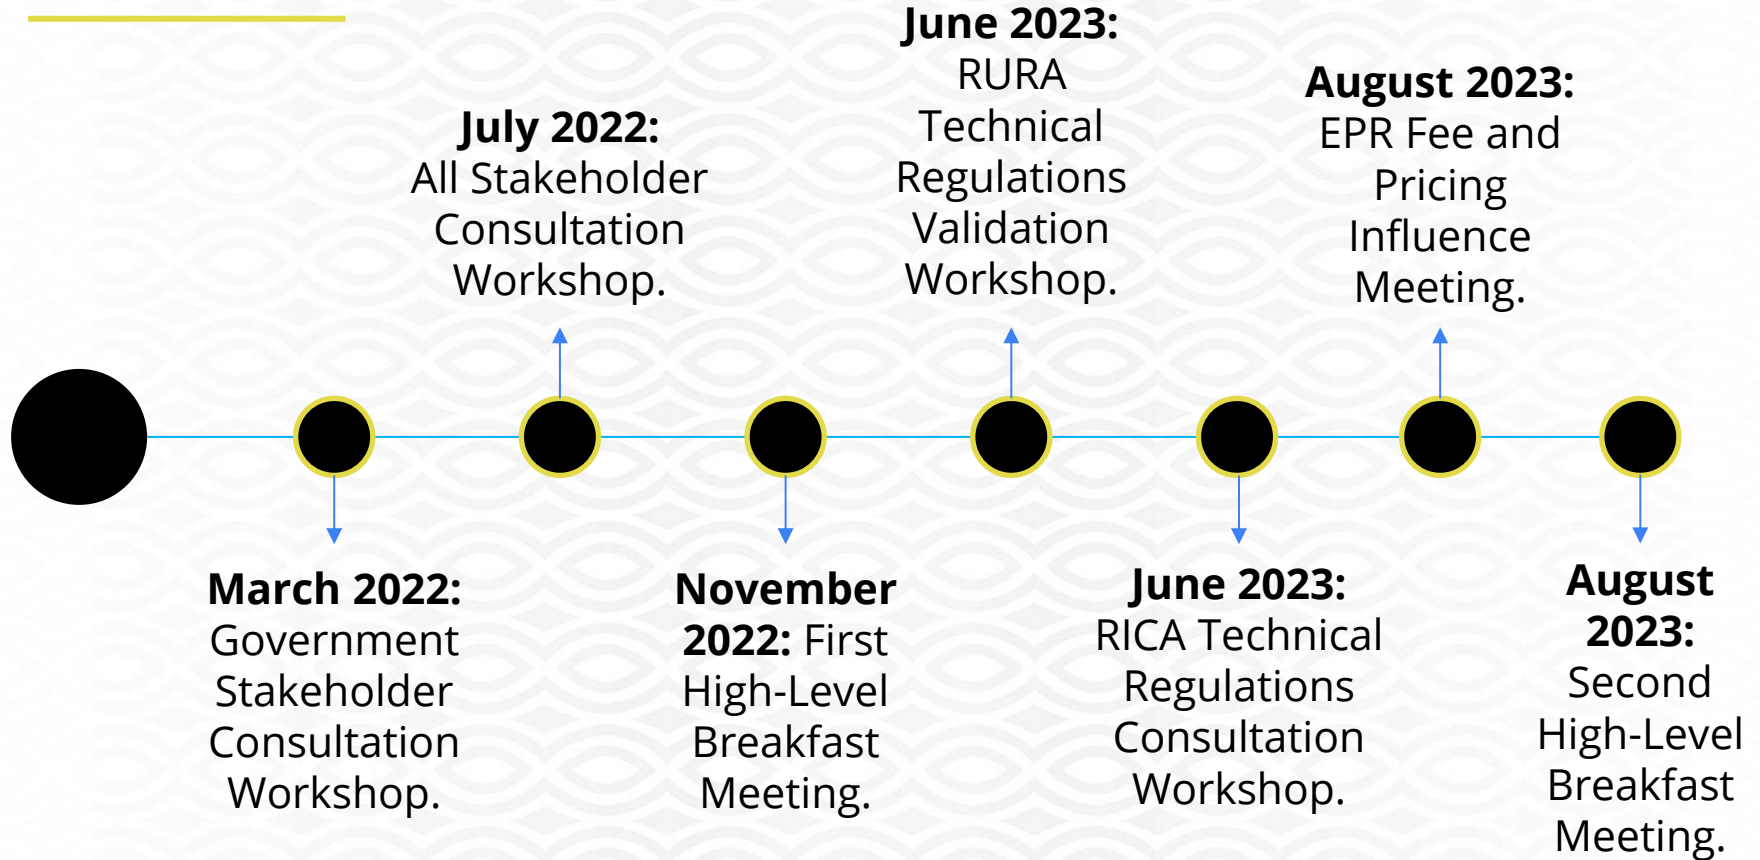 March 2022:
Government
Stakeholder
Consultation
Workshop.
July 2022:
All Stakeholder
Consultation
Workshop.
November
2022: First
High-Level
Breakfast
Meeting.
June 2023:
RURA
Technical
Regulations
Validation
Workshop.
June 2023:
RICA Technical
Regulations
Consultation
Workshop.
August 2023:
EPR Fee and
Pricing
Influence
Meeting.
August
2023:
Second
High-Level
Breakfast
Meeting.